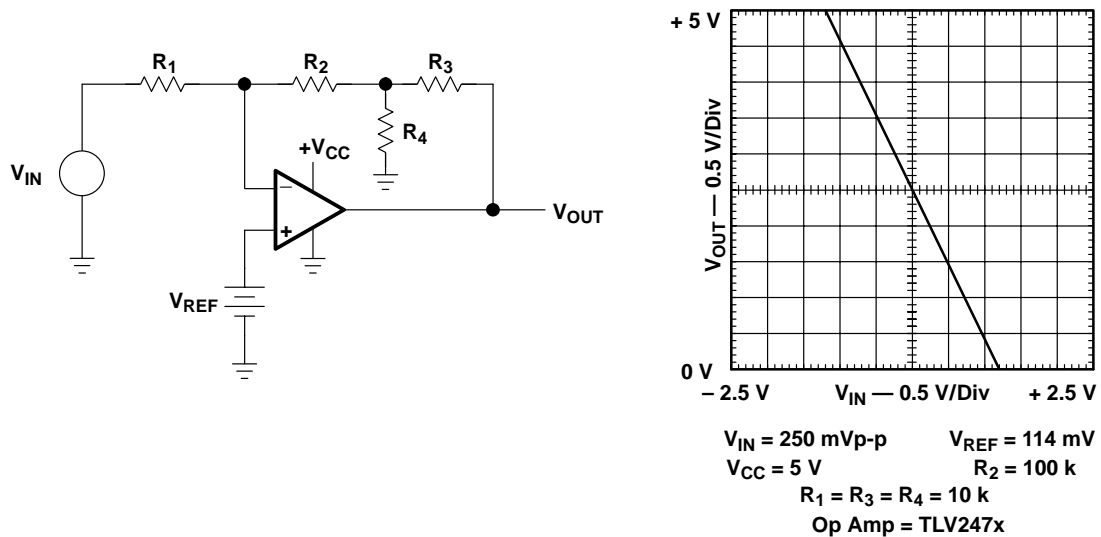 R1
R2
R3
R4
+VCC
VIN
–
+
VOUT
VREF
+ 5 V
VOUT — 0.5 V/Div
0 V
– 2.5 V
VIN — 0.5 V/Div
+ 2.5 V
VIN = 250 mVp-p
VREF = 114 mV
VCC = 5 V
R2 = 100 k
R1 = R3 = R4 = 10 k
Op Amp = TLV247x